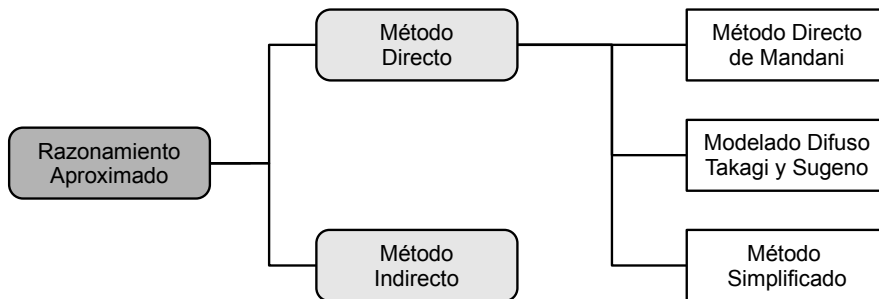 Razonamiento
Aproximado
Método
Directo
Método
Indirecto
Método Directo
de Mandani
Modelado Difuso
Takagi y Sugeno
Método
Simplificado